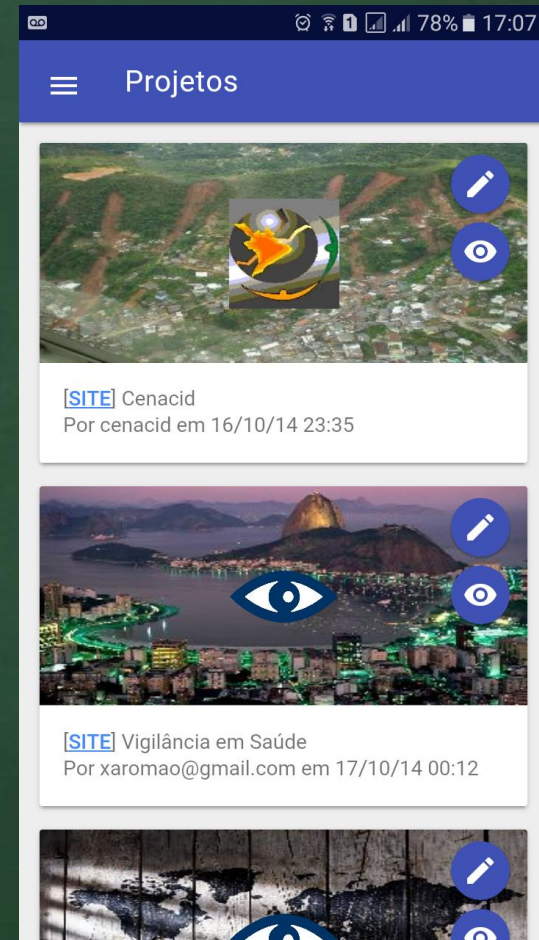 1 78% 17:07
Projetos
[SITE] Cenacid
Por cenacid em 16/10/14 23:35
[SITE] Vigilância em Saúde
Por xaromao@gmail.com em 17/10/14 00:12